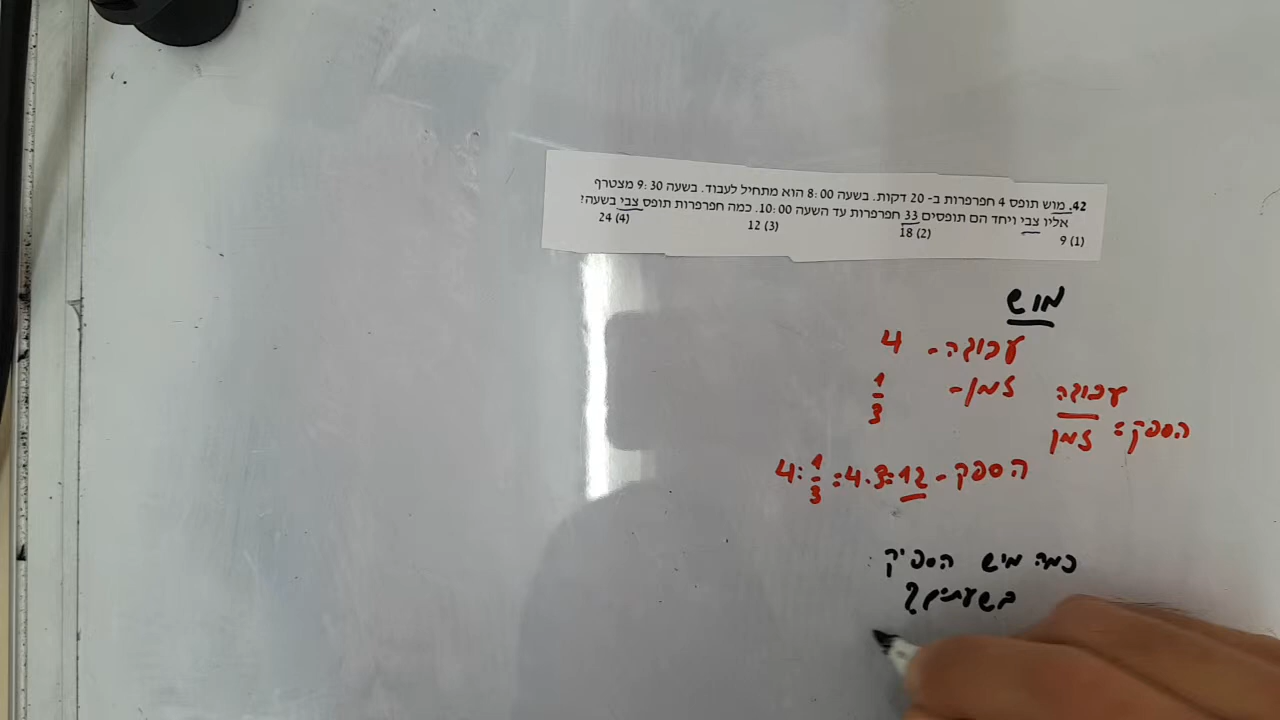 42. מוש תופס 4 חפרפרות ב- 20 דקות. בשעה 8:00 הוא מתחיל לעבוד. בשעה 9:30 מצטרף
אליו צבי ויחד הם תופסים 33 חפרפרות עד השעה 10:00. כמה חפרפרות תופס צבי בשעה?
(1) 9 (2) 18 (3) 12 (4) 24
מוש
עבודה - 4
זמן - 1/3
הספק = עבודה/זמן
הספק - 4:1/3=4.3=12
כמה מוש הספיק
בשעתיים?